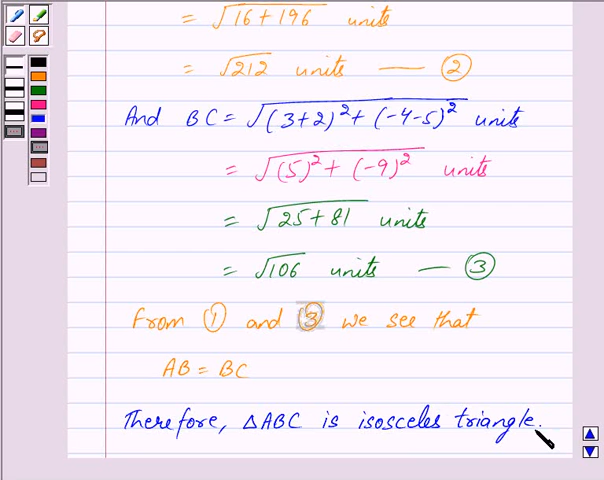 = √16 + 196 units
= √212 units —— ②
And BC = √(3+2)² + (-4-5)² units
= √(5)² + (-9)² units
= √25 + 81 units
= √106 units — ③
From ① and ③ we see that
AB = BC
Therefore, △ABC is isosceles triangle.